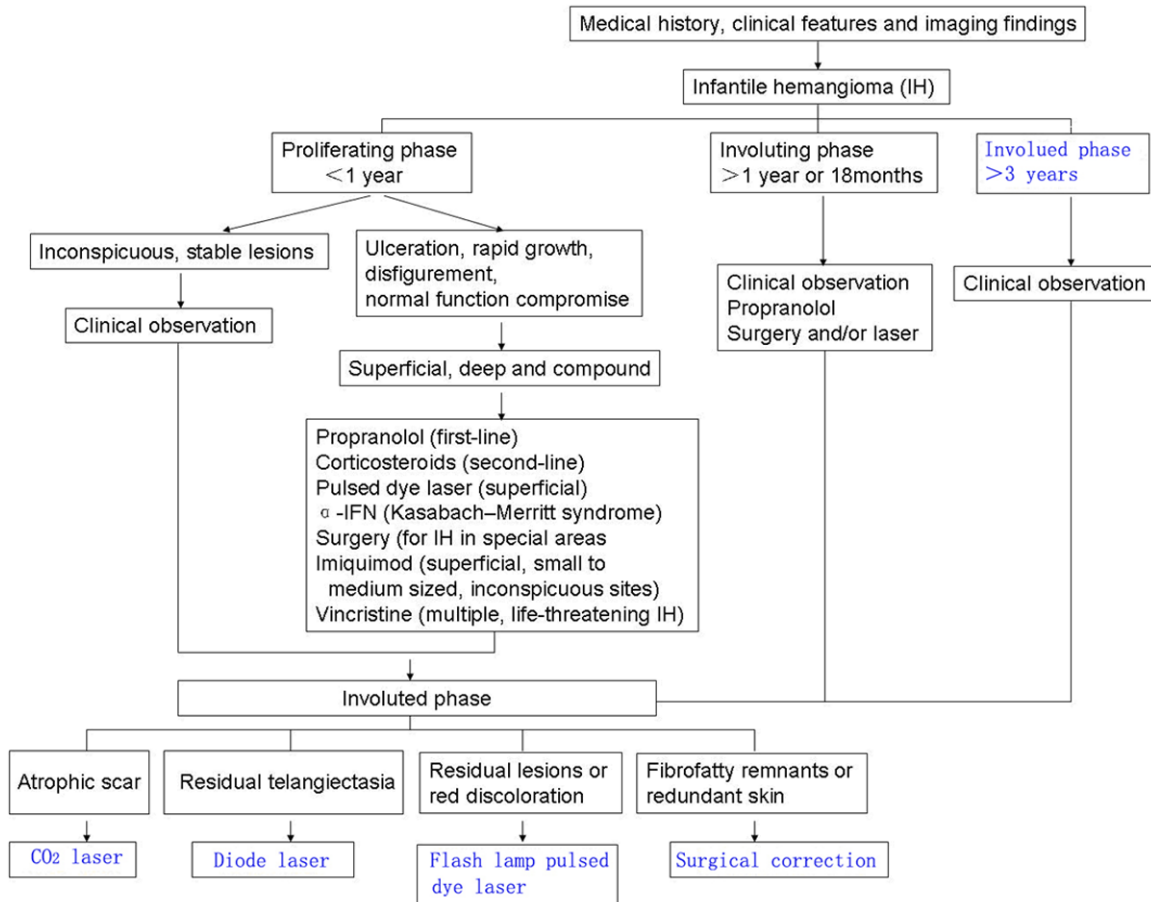 Medical history, clinical features and imaging findings
Infantile hemangioma (IH)
Proliferating phase
<1 year
Involuting phase
>1 year or 18months
Involued phase
>3 years
Inconspicuous, stable lesions
Ulceration, rapid growth,
disfigurement,
normal function compromise
Clinical observation
Propranolol
Surgery and/or laser
Clinical observation
Clinical observation
Superficial, deep and compound
Propranolol (first-line)
Corticosteroids (second-line)
Pulsed dye laser (superficial)
α-IFN (Kasabach–Merritt syndrome)
Surgery (for IH in special areas
Imiquimod (superficial, small to
medium sized, inconspicuous sites)
Vincristine (multiple, life-threatening IH)
Involuted phase
Atrophic scar
Residual telangiectasia
Residual lesions or
red discoloration
Fibrofatty remnants or
redundant skin
CO2 laser
Diode laser
Flash lamp pulsed
dye laser
Surgical correction